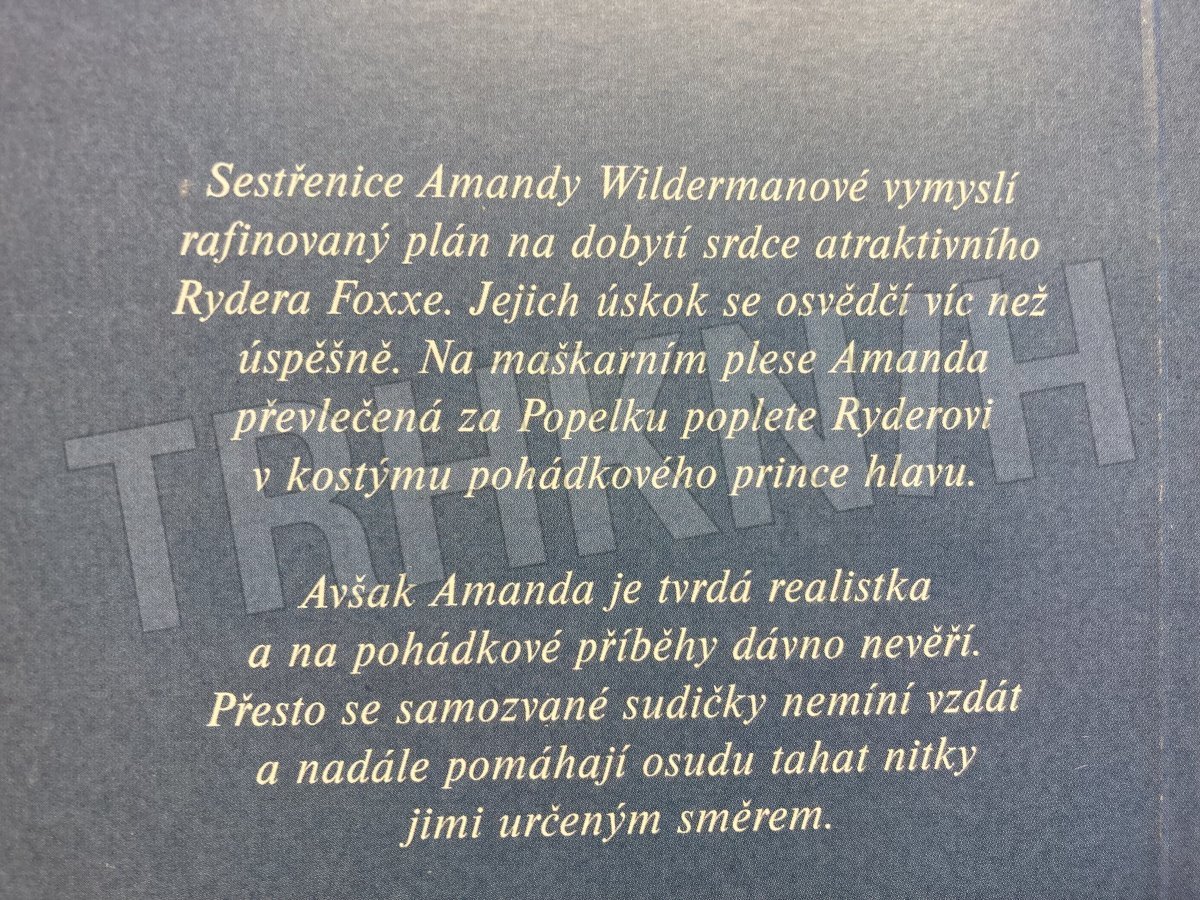 Sestřenice Amandy Wildermanové vymyslí
rafinovaný plán na dobytí srdce atraktivního
Rydera Foxxe. Jejich úskok se osvědčí víc než
úspěšně. Na maškarním plese Amanda
převlečená za Popelku poplete Ryderovi
v kostýmu pohádkového prince hlavu.
Avšak Amanda je tvrdá realistka
a na pohádkové příběhy dávno nevěří.
Přesto se samozvané sudičky nemíní vzdát
a nadále pomáhají osudu tahat nitky
jimi určeným směrem.
TRHKNIH